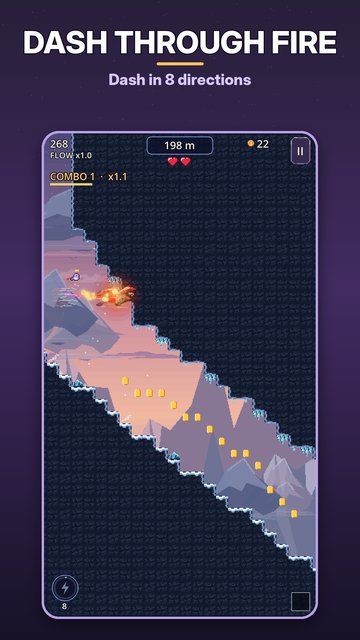 DASH THROUGH FIRE
Dash in 8 directions
268
198 m
22
FLOW x1.0
COMBO 1 · x1.1
8